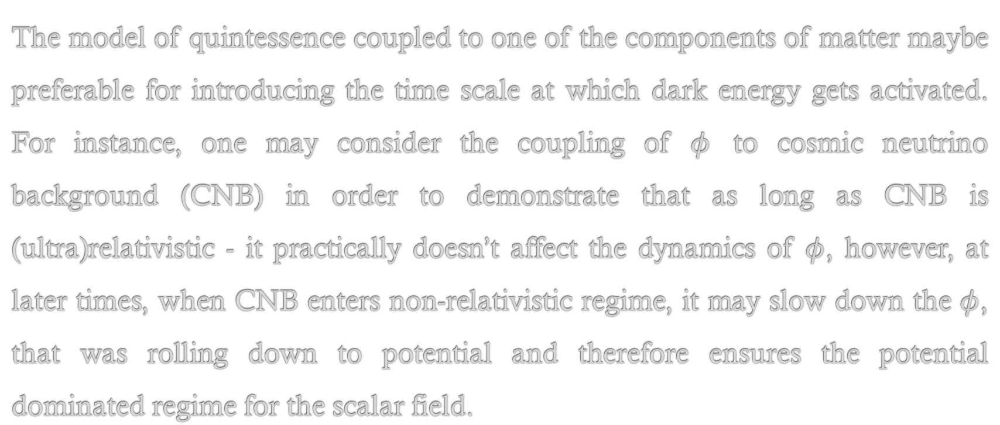 The model of quintessence coupled to one of the components of matter maybe
preferable for introducing the time scale at which dark energy gets activated.
For instance, one may consider the coupling of ϕ to cosmic neutrino
background (CNB) in order to demonstrate that as long as CNB is
(ultra)relativistic - it practically doesn’t affect the dynamics of ϕ, however, at
later times, when CNB enters non-relativistic regime, it may slow down the ϕ,
that was rolling down to potential and therefore ensures the potential
dominated regime for the scalar field.